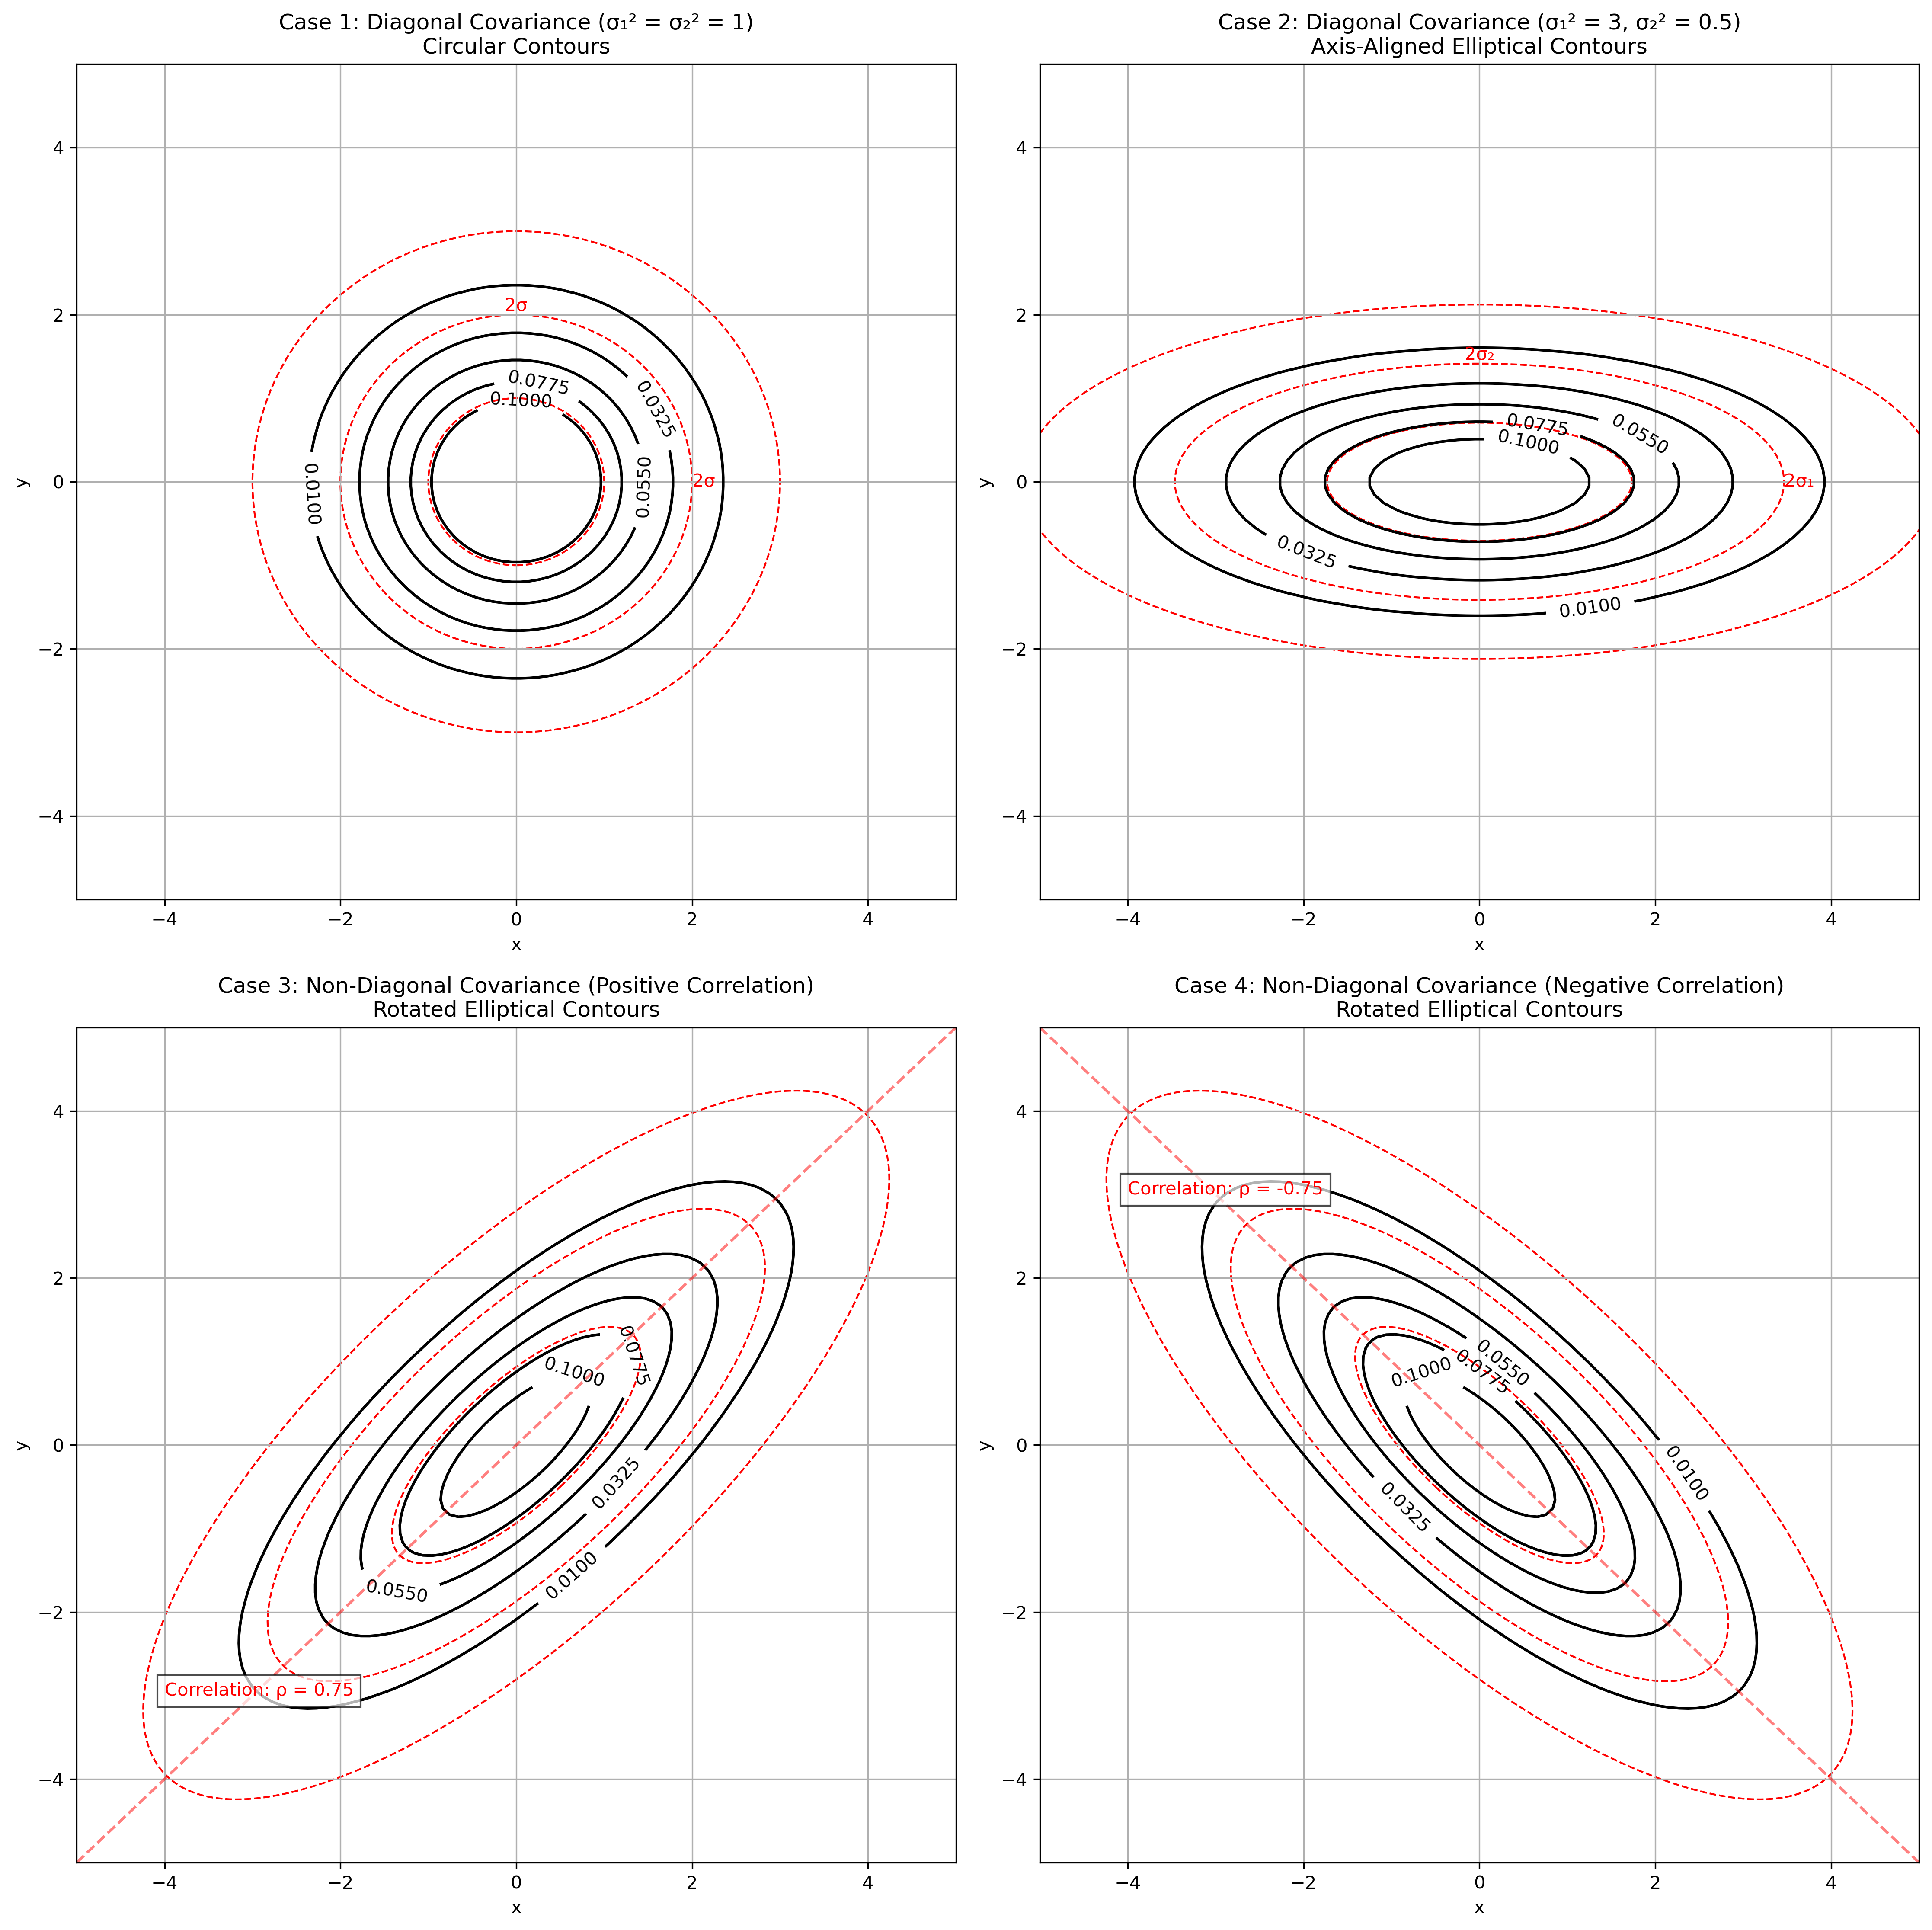 Case 1: Diagonal Covariance (σ₁² = σ₂² = 1)
Circular Contours
y
4
2
0
−2
−4
2σ
0.0775
0.1000
0.0325
0.0550
0.0100
2σ
−4 −2 0 2 4
x
Case 2: Diagonal Covariance (σ₁² = 3, σ₂² = 0.5)
Axis-Aligned Elliptical Contours
y
4
2
0
−2
−4
2σ₂
0.0775
0.0550
0.1000
2σ₁
0.0325
0.0100
−4 −2 0 2 4
x
Case 3: Non-Diagonal Covariance (Positive Correlation)
Rotated Elliptical Contours
y
4
2
0
−2
−4
0.0775
0.1000
0.0325
0.0100
0.0550
Correlation: ρ = 0.75
−4 −2 0 2 4
x
Case 4: Non-Diagonal Covariance (Negative Correlation)
Rotated Elliptical Contours
y
4
2
0
−2
−4
Correlation: ρ = -0.75
0.0550
0.0775
0.1000
0.0100
0.0325
−4 −2 0 2 4
x